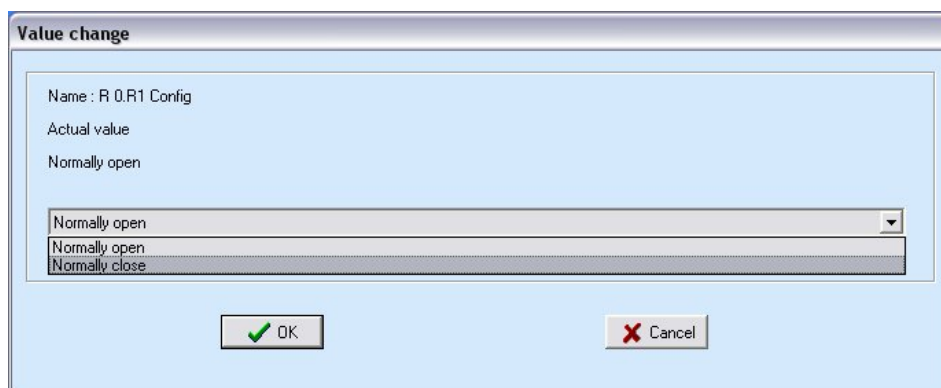 Value change
Name : R 0.R1 Config
Actual value
Normally open
Normally open
Normally open
Normally close
OK
Cancel